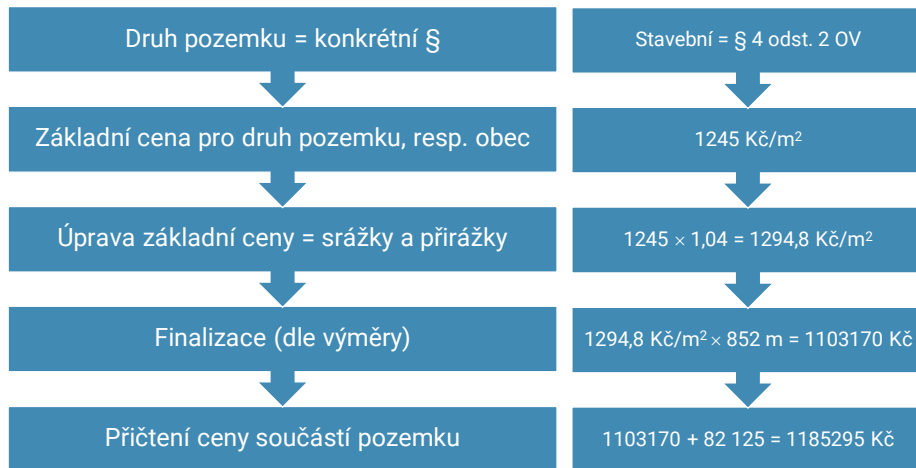 Druh pozemku = konkrétní §
Stavební = § 4 odst. 2 OV
Základní cena pro druh pozemku, resp. obec
1245 Kč/m²
Úprava základní ceny = srážky a přirážky
1245 × 1,04 = 1294,8 Kč/m²
Finalizace (dle výměry)
1294,8 Kč/m² × 852 m = 1103170 Kč
Přičtení ceny součástí pozemku
1103170 + 82 125 = 1185295 Kč